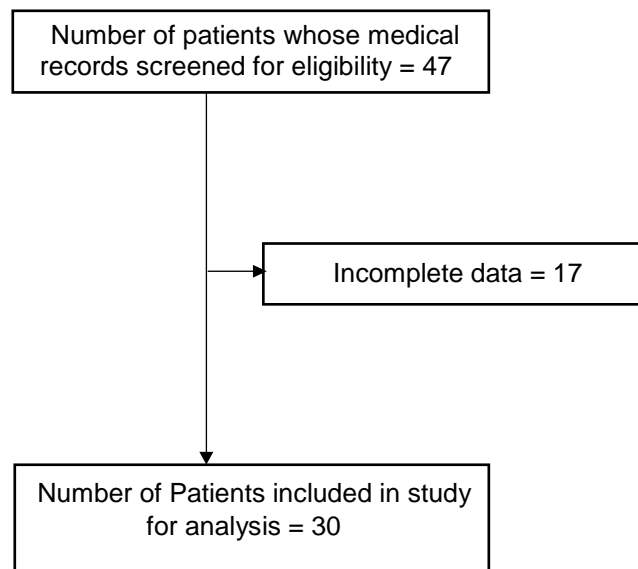 Number of patients whose medical
records screened for eligibility = 47
Incomplete data = 17
Number of Patients included in study
for analysis = 30